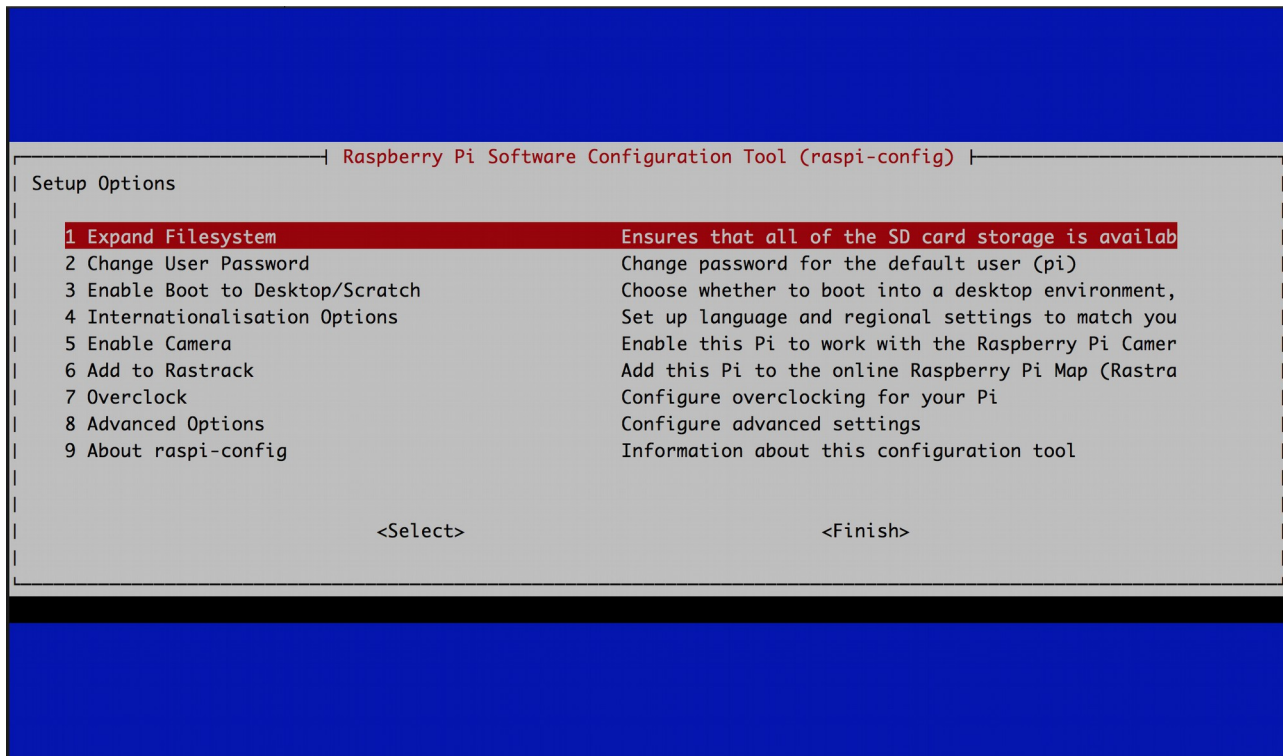 Raspberry Pi Software Configuration Tool (raspi-config)
Setup Options
1 Expand Filesystem Ensures that all of the SD card storage is availab
2 Change User Password Change password for the default user (pi)
3 Enable Boot to Desktop/Scratch Choose whether to boot into a desktop environment,
4 Internationalisation Options Set up language and regional settings to match you
5 Enable Camera Enable this Pi to work with the Raspberry Pi Camer
6 Add to Rastrack Add this Pi to the online Raspberry Pi Map (Rastra
7 Overclock Configure overclocking for your Pi
8 Advanced Options Configure advanced settings
9 About raspi-config Information about this configuration tool
<Select> <Finish>